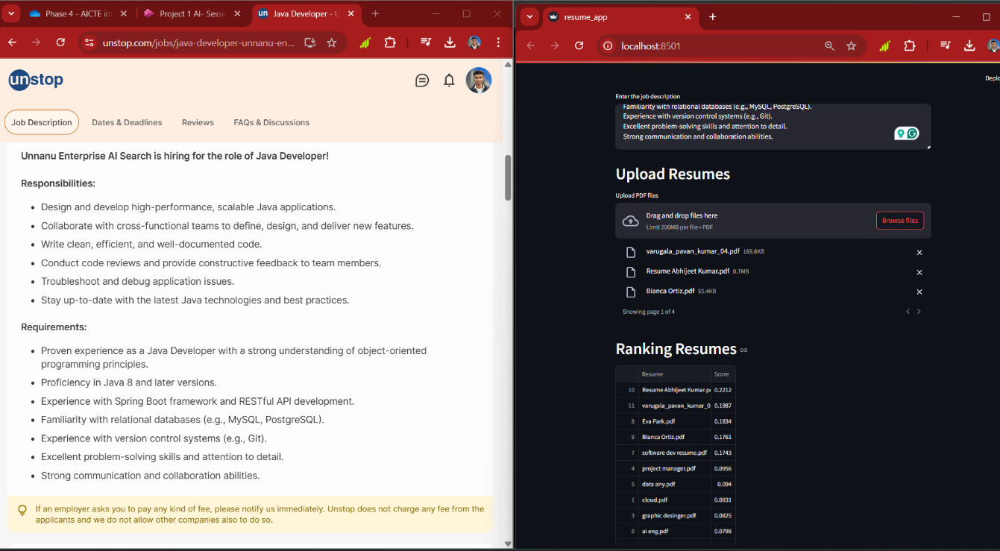 Phase 4 - AICTE in
Project 1 AI- Sessi
un Java Developer - U
unstop.com/jobs/java-developer-unnanu-en...
unstop
Job Description
Dates & Deadlines
Reviews
FAQs & Discussions
Unnanu Enterprise AI Search is hiring for the role of Java Developer!
Responsibilities:
• Design and develop high-performance, scalable Java applications.
• Collaborate with cross-functional teams to define, design, and deliver new features.
• Write clean, efficient, and well-documented code.
• Conduct code reviews and provide constructive feedback to team members.
• Troubleshoot and debug application issues.
• Stay up-to-date with the latest Java technologies and best practices.
Requirements:
• Proven experience as a Java Developer with a strong understanding of object-oriented
programming principles.
• Proficiency in Java 8 and later versions.
• Experience with Spring Boot framework and RESTful API development.
• Familiarity with relational databases (e.g., MySQL, PostgreSQL).
• Experience with version control systems (e.g., Git).
• Excellent problem-solving skills and attention to detail.
• Strong communication and collaboration abilities.
If an employer asks you to pay any kind of fee, please notify us immediately. Unstop does not charge any fee from the
applicants and we do not allow other companies also to do so.
resume_app
localhost:8501
Deplo
Enter the job description
Familiarity with relational databases (e.g., MySQL, PostgreSQL).
Experience with version control systems (e.g., Git).
Excellent problem-solving skills and attention to detail.
Strong communication and collaboration abilities.
Upload Resumes
Upload PDF files
Drag and drop files here
Limit 200MB per file • PDF
Browse files
varugala_pavan_kumar_04.pdf 169.8KB
Resume Abhijeet Kumar.pdf 0.7MB
Bianca Ortiz.pdf 55.4KB
Showing page 1 of 4
Ranking Resumes
Resume Score
10 Resume Abhijeet Kumar.p 0.2212
11 varugala_pavan_kumar_0 0.1987
8 Eva Park.pdf 0.1834
9 Bianca Ortiz.pdf 0.1761
7 software dev resume.pdf 0.1743
4 project manager.pdf 0.0956
5 data any.pdf 0.094
1 cloud.pdf 0.0831
3 graphic desinger.pdf 0.0825
0 ai eng.pdf 0.0798